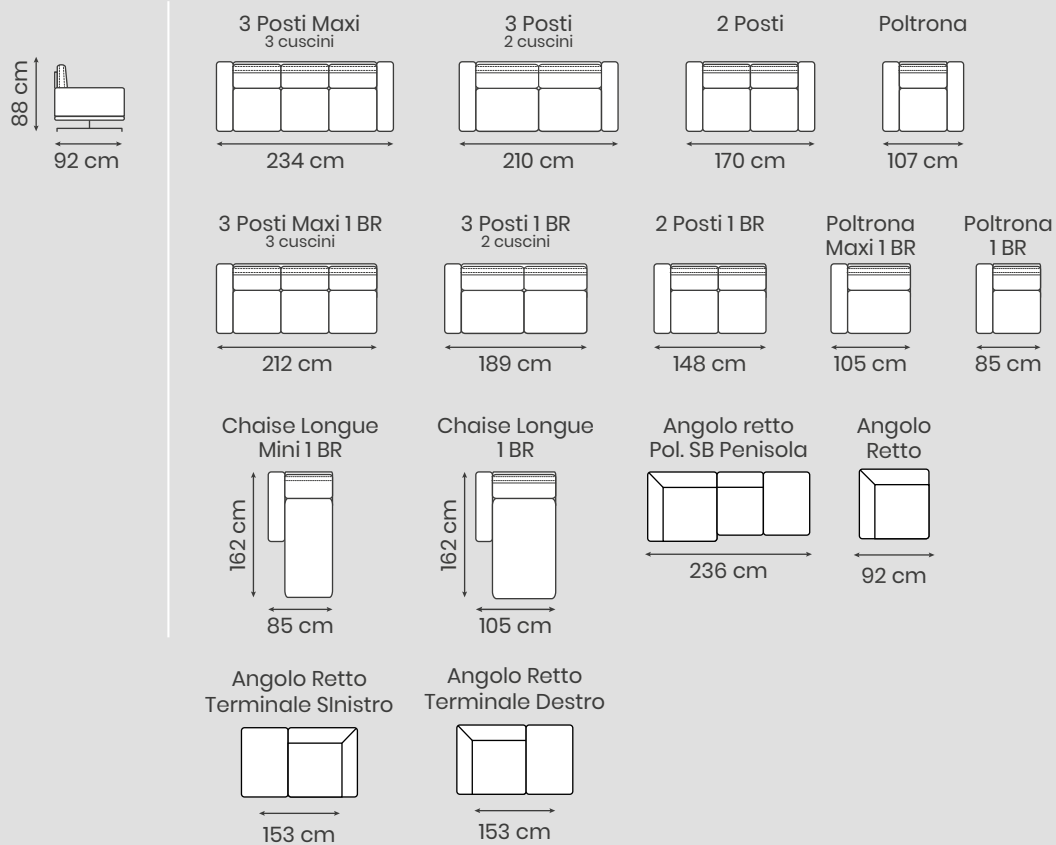 88 cm
92 cm
3 Posti Maxi
3 cuscini
234 cm
3 Posti
2 cuscini
210 cm
2 Posti
170 cm
Poltrona
107 cm
3 Posti Maxi 1 BR
3 cuscini
212 cm
3 Posti 1 BR
2 cuscini
189 cm
2 Posti 1 BR
148 cm
Poltrona
Maxi 1 BR
105 cm
Poltrona
1 BR
85 cm
Chaise Longue
Mini 1 BR
162 cm
85 cm
Chaise Longue
1 BR
162 cm
105 cm
Angolo retto
Pol. SB Penisola
236 cm
Angolo
Retto
92 cm
Angolo Retto
Terminale SInistro
153 cm
Angolo Retto
Terminale Destro
153 cm